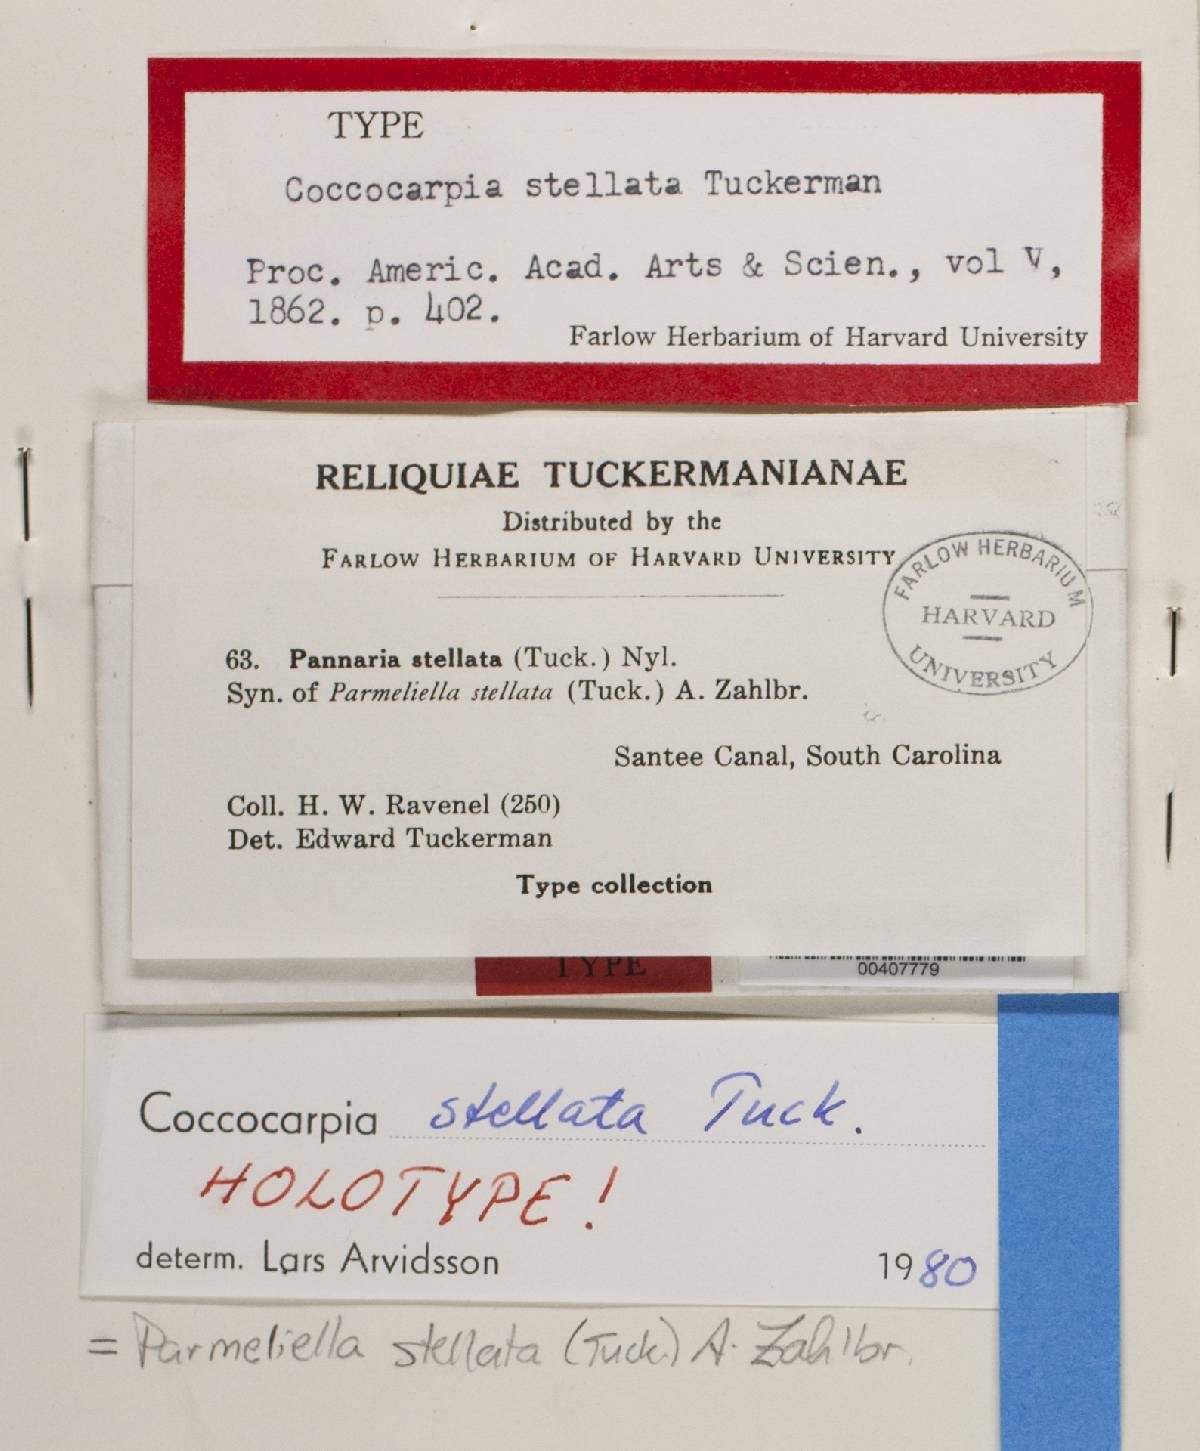 TYPE
Coccocarpia stellata Tuckerman
Proc. Americ. Acad. Arts & Scien., vol V,
1862. p. 402.
Farlow Herbarium of Harvard University
RELIQUIAE TUCKERMANIANAE
Distributed by the
FARLOW HERBARIUM OF HARVARD UNIVERSITY
FARLOW HERBARIUM
HARVARD
UNIVERSITY
63. Pannaria stellata (Tuck.) Nyl.
Syn. of Parmeliella stellata (Tuck.) A. Zahlbr.
Santee Canal, South Carolina
Coll. H. W. Ravenel (250)
Det. Edward Tuckerman
Type collection
TYPE
00407779
Coccocarpia stellata Tuck.
HOLOTYPE!
determ. Lars Arvidsson 1980
= Parmeliella stellata (Tuck.) A. Zahlbr.